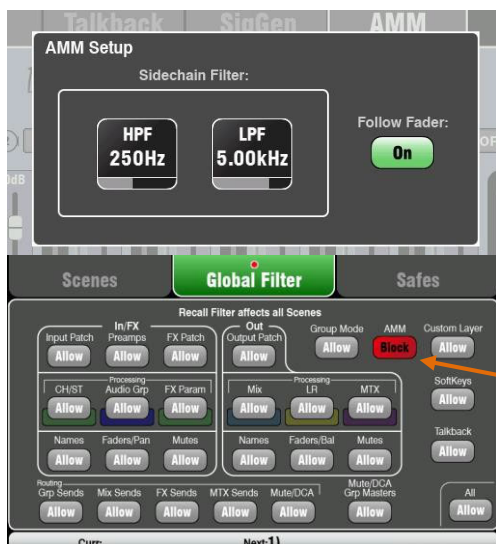 Talkback SigGen AMM
AMM Setup
Sidechain Filter:
HPF
250Hz
LPF
5.00kHz
Follow Fader:
On
Scenes Global Filter Safes
Recall Filter affects all Scenes
In/FX
Input Patch Preamps FX Patch
Allow Allow Allow
Processing
CH/ST Audio Grp FX Param
Allow Allow Allow
Names Faders/Pan Mutes
Allow Allow Allow
Out
Output Patch
Allow
Processing
Mix LR MTX
Allow Allow Allow
Names Faders/Bal Mutes
Allow Allow Allow
Group Mode AMM Custom Layer
Allow Block Allow
SoftKeys
Allow
Talkback
Allow
Routing
Grp Sends Mix Sends FX Sends MTX Sends Mute/DCA
Allow Allow Allow Allow Allow
Mute/DCA
Grp Masters
Allow
All
Allow
Curr: Next:1)